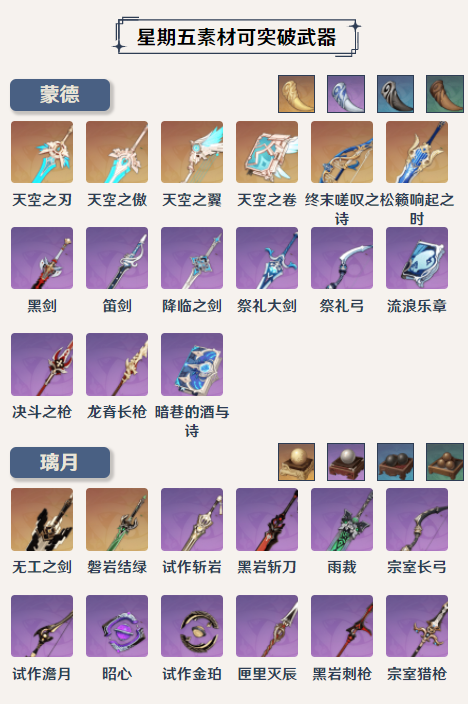 星期五素材可突破武器
蒙德
天空之刃 天空之傲 天空之翼 天空之卷 终末嗟叹之诗 松籁响起之时
黑剑 笛剑 降临之剑 祭礼大剑 祭礼弓 流浪乐章
决斗之枪 龙脊长枪 暗巷的酒与诗
璃月
无工之剑 磐岩结绿 试作斩岩 黑岩斩刀 雨裁 宗室长弓
试作澹月 昭心 试作金珀 匣里灭辰 黑岩刺枪 宗室猎枪